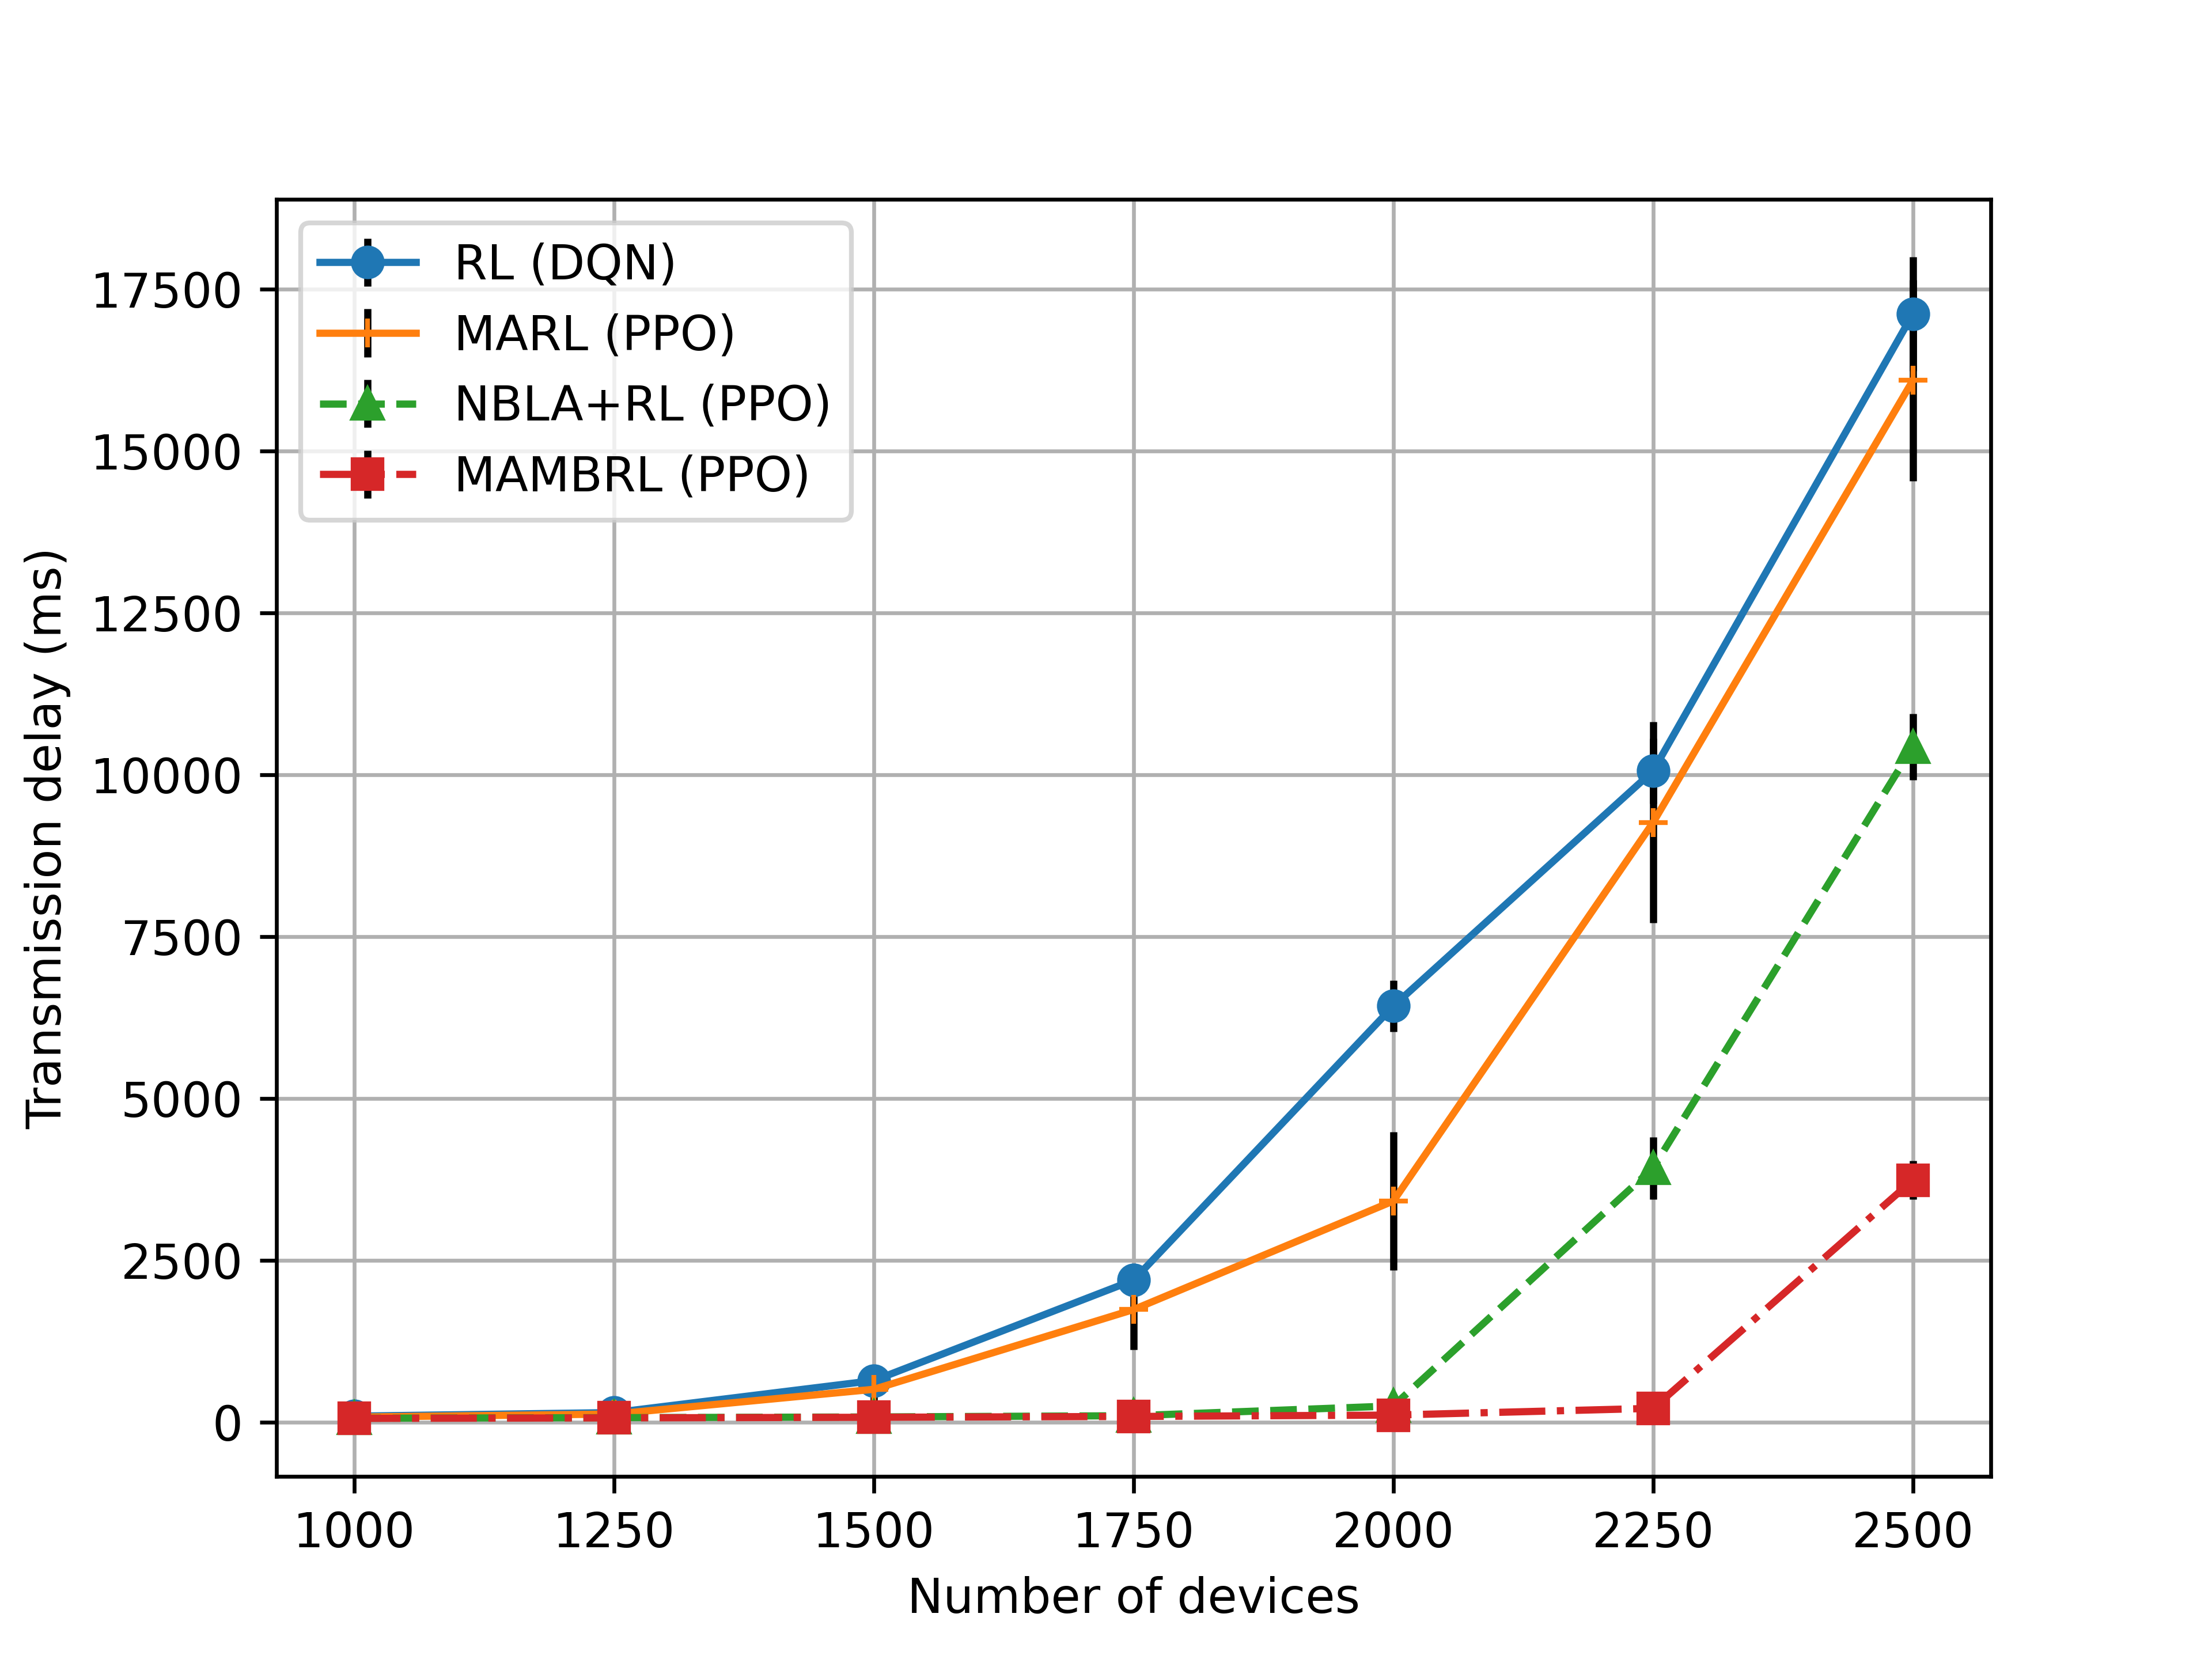 RL (DQN)
MARL (PPO)
NBLA+RL (PPO)
MAMBRL (PPO)
17500
15000
12500
10000
7500
5000
2500
0
Transmission delay (ms)
1000 1250 1500 1750 2000 2250 2500
Number of devices